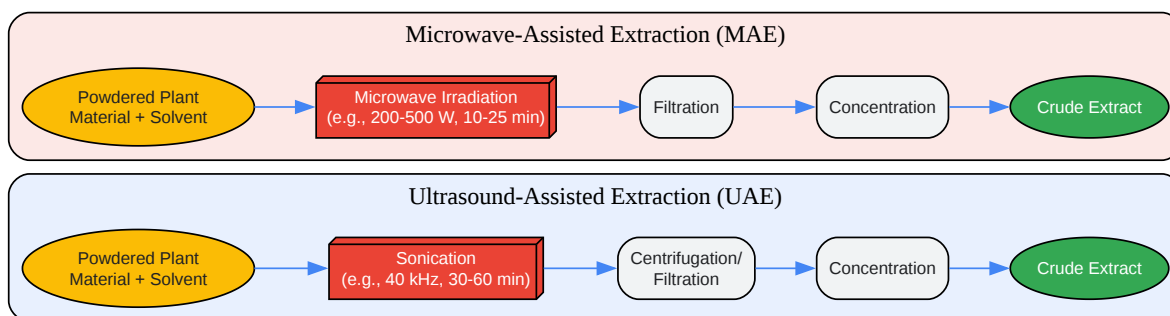 Microwave-Assisted Extraction (MAE)
Powdered Plant
Material + Solvent
Microwave Irradiation
(e.g., 200-500 W, 10-25 min)
Filtration
Concentration
Crude Extract
Ultrasound-Assisted Extraction (UAE)
Powdered Plant
Material + Solvent
Sonication
(e.g., 40 kHz, 30-60 min)
Centrifugation/
Filtration
Concentration
Crude Extract